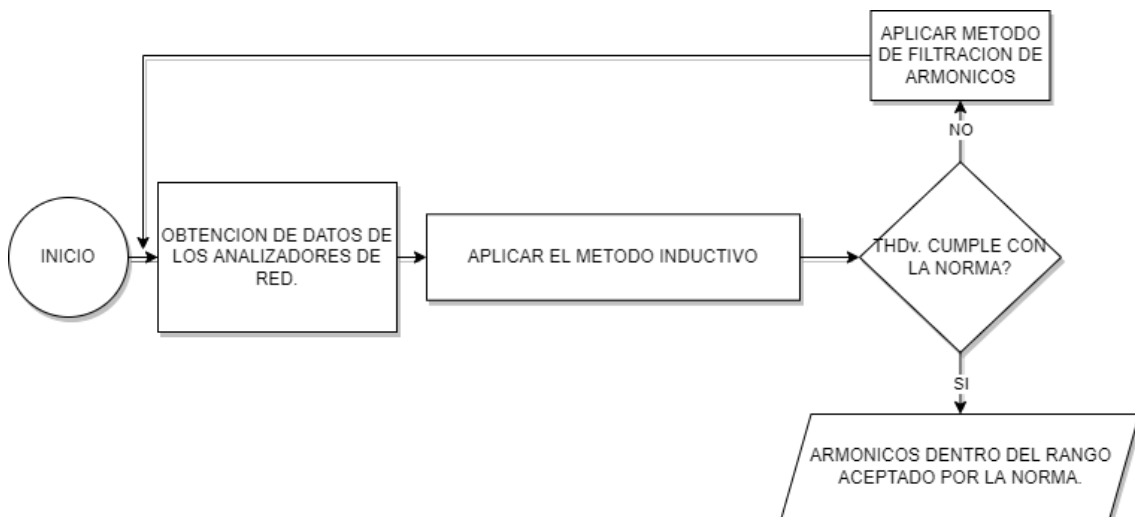 APLICAR METODO
DE FILTRACION DE
ARMONICOS
NO
INICIO
OBTENCION DE DATOS DE
LOS ANALIZADORES DE
RED.
APLICAR EL METODO INDUCTIVO
THDv. CUMPLE CON
LA NORMA?
SI
ARMONICOS DENTRO DEL RANGO
ACEPTADO POR LA NORMA.